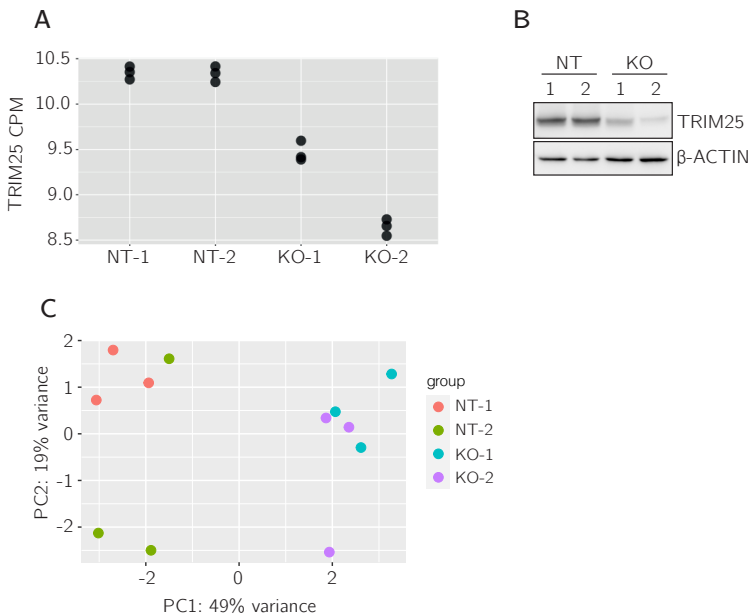 A
TRIM25 CPM
10.5
10.0
9.5
9.0
8.5
NT-1 NT-2 KO-1 KO-2
B
NT KO
1 2 1 2
TRIM25
β-ACTIN
C
PC2: 19% variance
2
1
0
-1
-2
-2 0 2
PC1: 49% variance
group
NT-1
NT-2
KO-1
KO-2